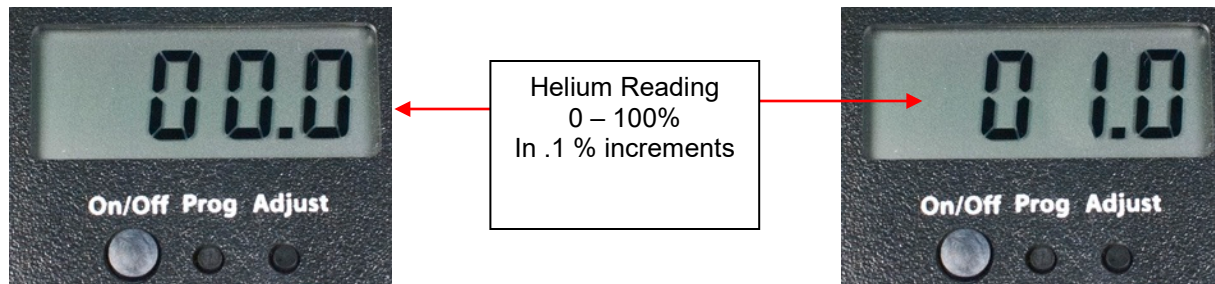 00.0
On/Off Prog Adjust
Helium Reading
0 – 100%
In .1 % increments
01.0
On/Off Prog Adjust